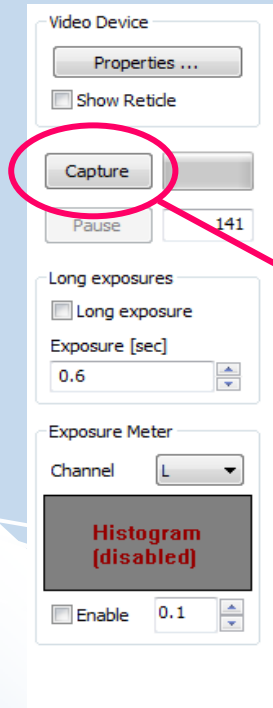 Video Device
Properties ...
Show Reticle
Capture
Pause 141
Long exposures
Long exposure
Exposure [sec]
0.6
Exposure Meter
Channel L
Histogram
(disabled)
Enable 0.1